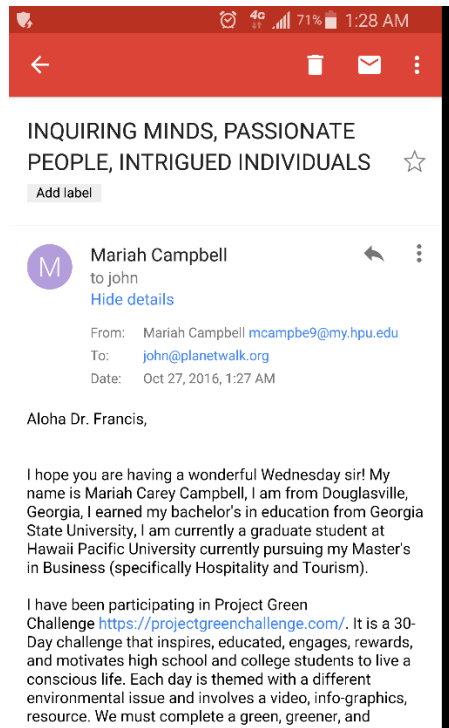 4G 71% 1:28 AM
INQUIRING MINDS, PASSIONATE
PEOPLE, INTRIGUED INDIVIDUALS
Add label
M
Mariah Campbell
to john
Hide details
From: Mariah Campbell mcampbe9@my.hpu.edu
To: john@planetwalk.org
Date: Oct 27, 2016, 1:27 AM
Aloha Dr. Francis,
I hope you are having a wonderful Wednesday sir! My
name is Mariah Carey Campbell, I am from Douglasville,
Georgia, I earned my bachelor's in education from Georgia
State University, I am currently a graduate student at
Hawaii Pacific University currently pursuing my Master's
in Business (specifically Hospitality and Tourism).
I have been participating in Project Green
Challenge https://projectgreenchallenge.com/. It is a 30-
Day challenge that inspires, educated, engages, rewards,
and motivates high school and college students to live a
conscious life. Each day is themed with a different
environmental issue and involves a video, info-graphics,
resource. We must complete a green, greener, and